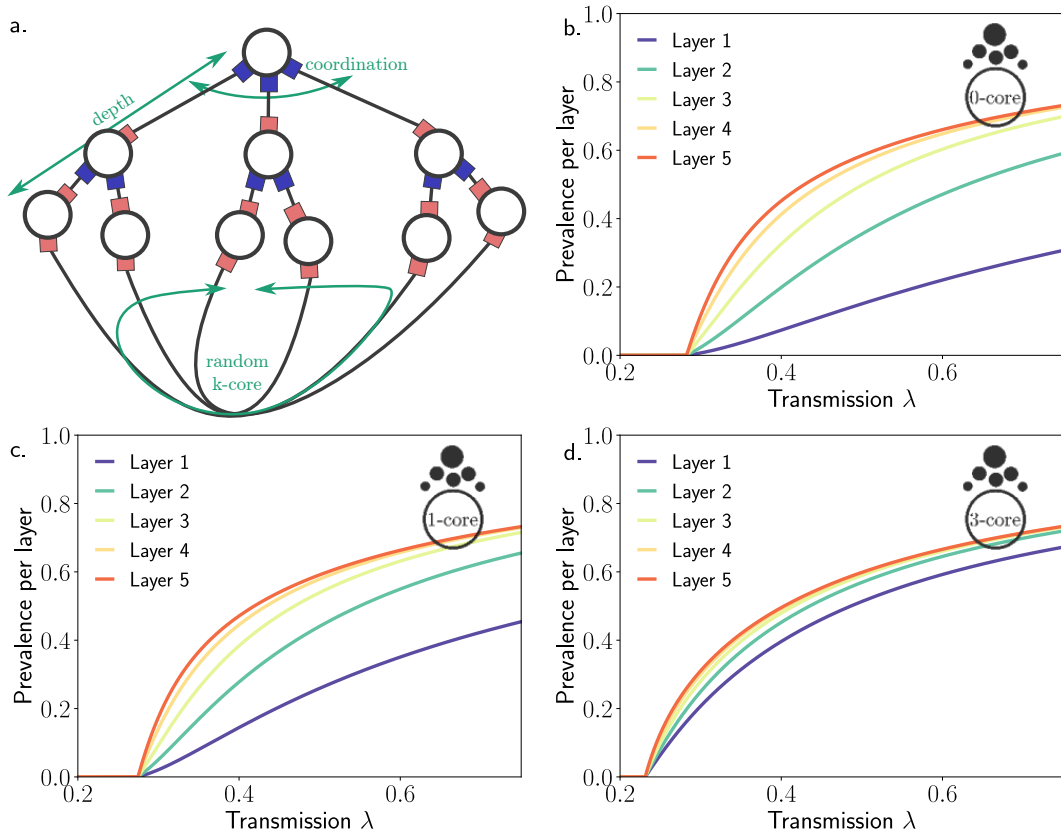 a.
coordination
depth
random
k-core
b.
Layer 1
Layer 2
Layer 3
Layer 4
Layer 5
0-core
Prevalence per layer
0.0
0.2
0.4
0.6
0.8
1.0
0.2
0.4
0.6
Transmission λ
c.
Layer 1
Layer 2
Layer 3
Layer 4
Layer 5
1-core
Prevalence per layer
0.0
0.2
0.4
0.6
0.8
1.0
0.2
0.4
0.6
Transmission λ
d.
Layer 1
Layer 2
Layer 3
Layer 4
Layer 5
3-core
Prevalence per layer
0.0
0.2
0.4
0.6
0.8
1.0
0.2
0.4
0.6
Transmission λ